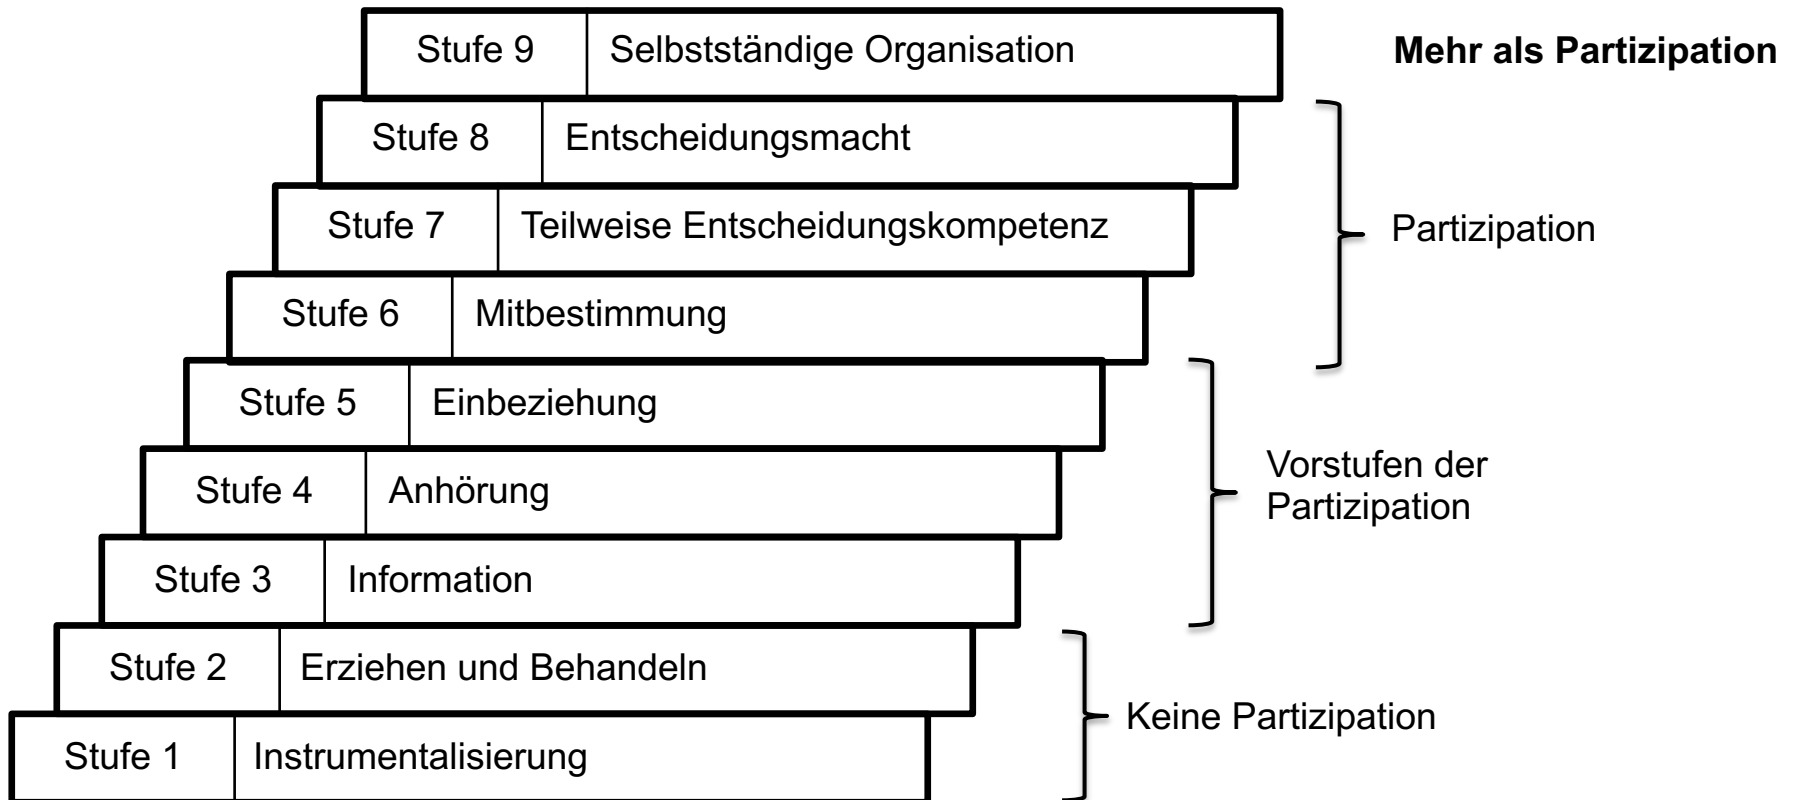 Stufe 9 Selbstständige Organisation Mehr als Partizipation
Stufe 8 Entscheidungsmacht
Stufe 7 Teilweise Entscheidungskompetenz Partizipation
Stufe 6 Mitbestimmung
Stufe 5 Einbeziehung
Stufe 4 Anhörung
Vorstufen der
Partizipation
Stufe 3 Information
Stufe 2 Erziehen und Behandeln
Keine Partizipation
Stufe 1 Instrumentalisierung